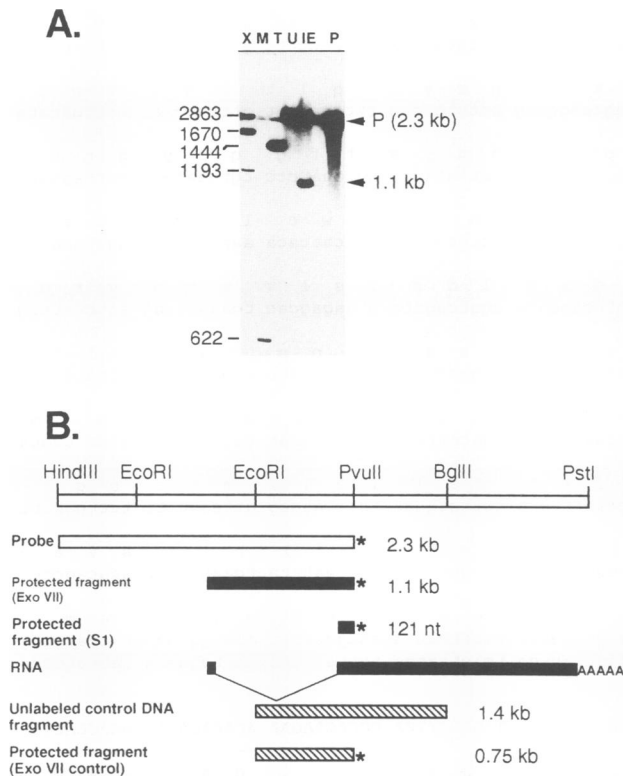 A.
X M T U IE P
2863
1670
1444
1193
622
P (2.3 kb)
1.1 kb
B.
HindIII EcoRI EcoRI PvuII BglII PstI
Probe * 2.3 kb
Protected fragment
(Exo VII) * 1.1 kb
Protected
fragment (S1) * 121 nt
RNA AAAAA
Unlabeled control DNA
fragment 1.4 kb
Protected fragment
(Exo VII control) * 0.75 kb